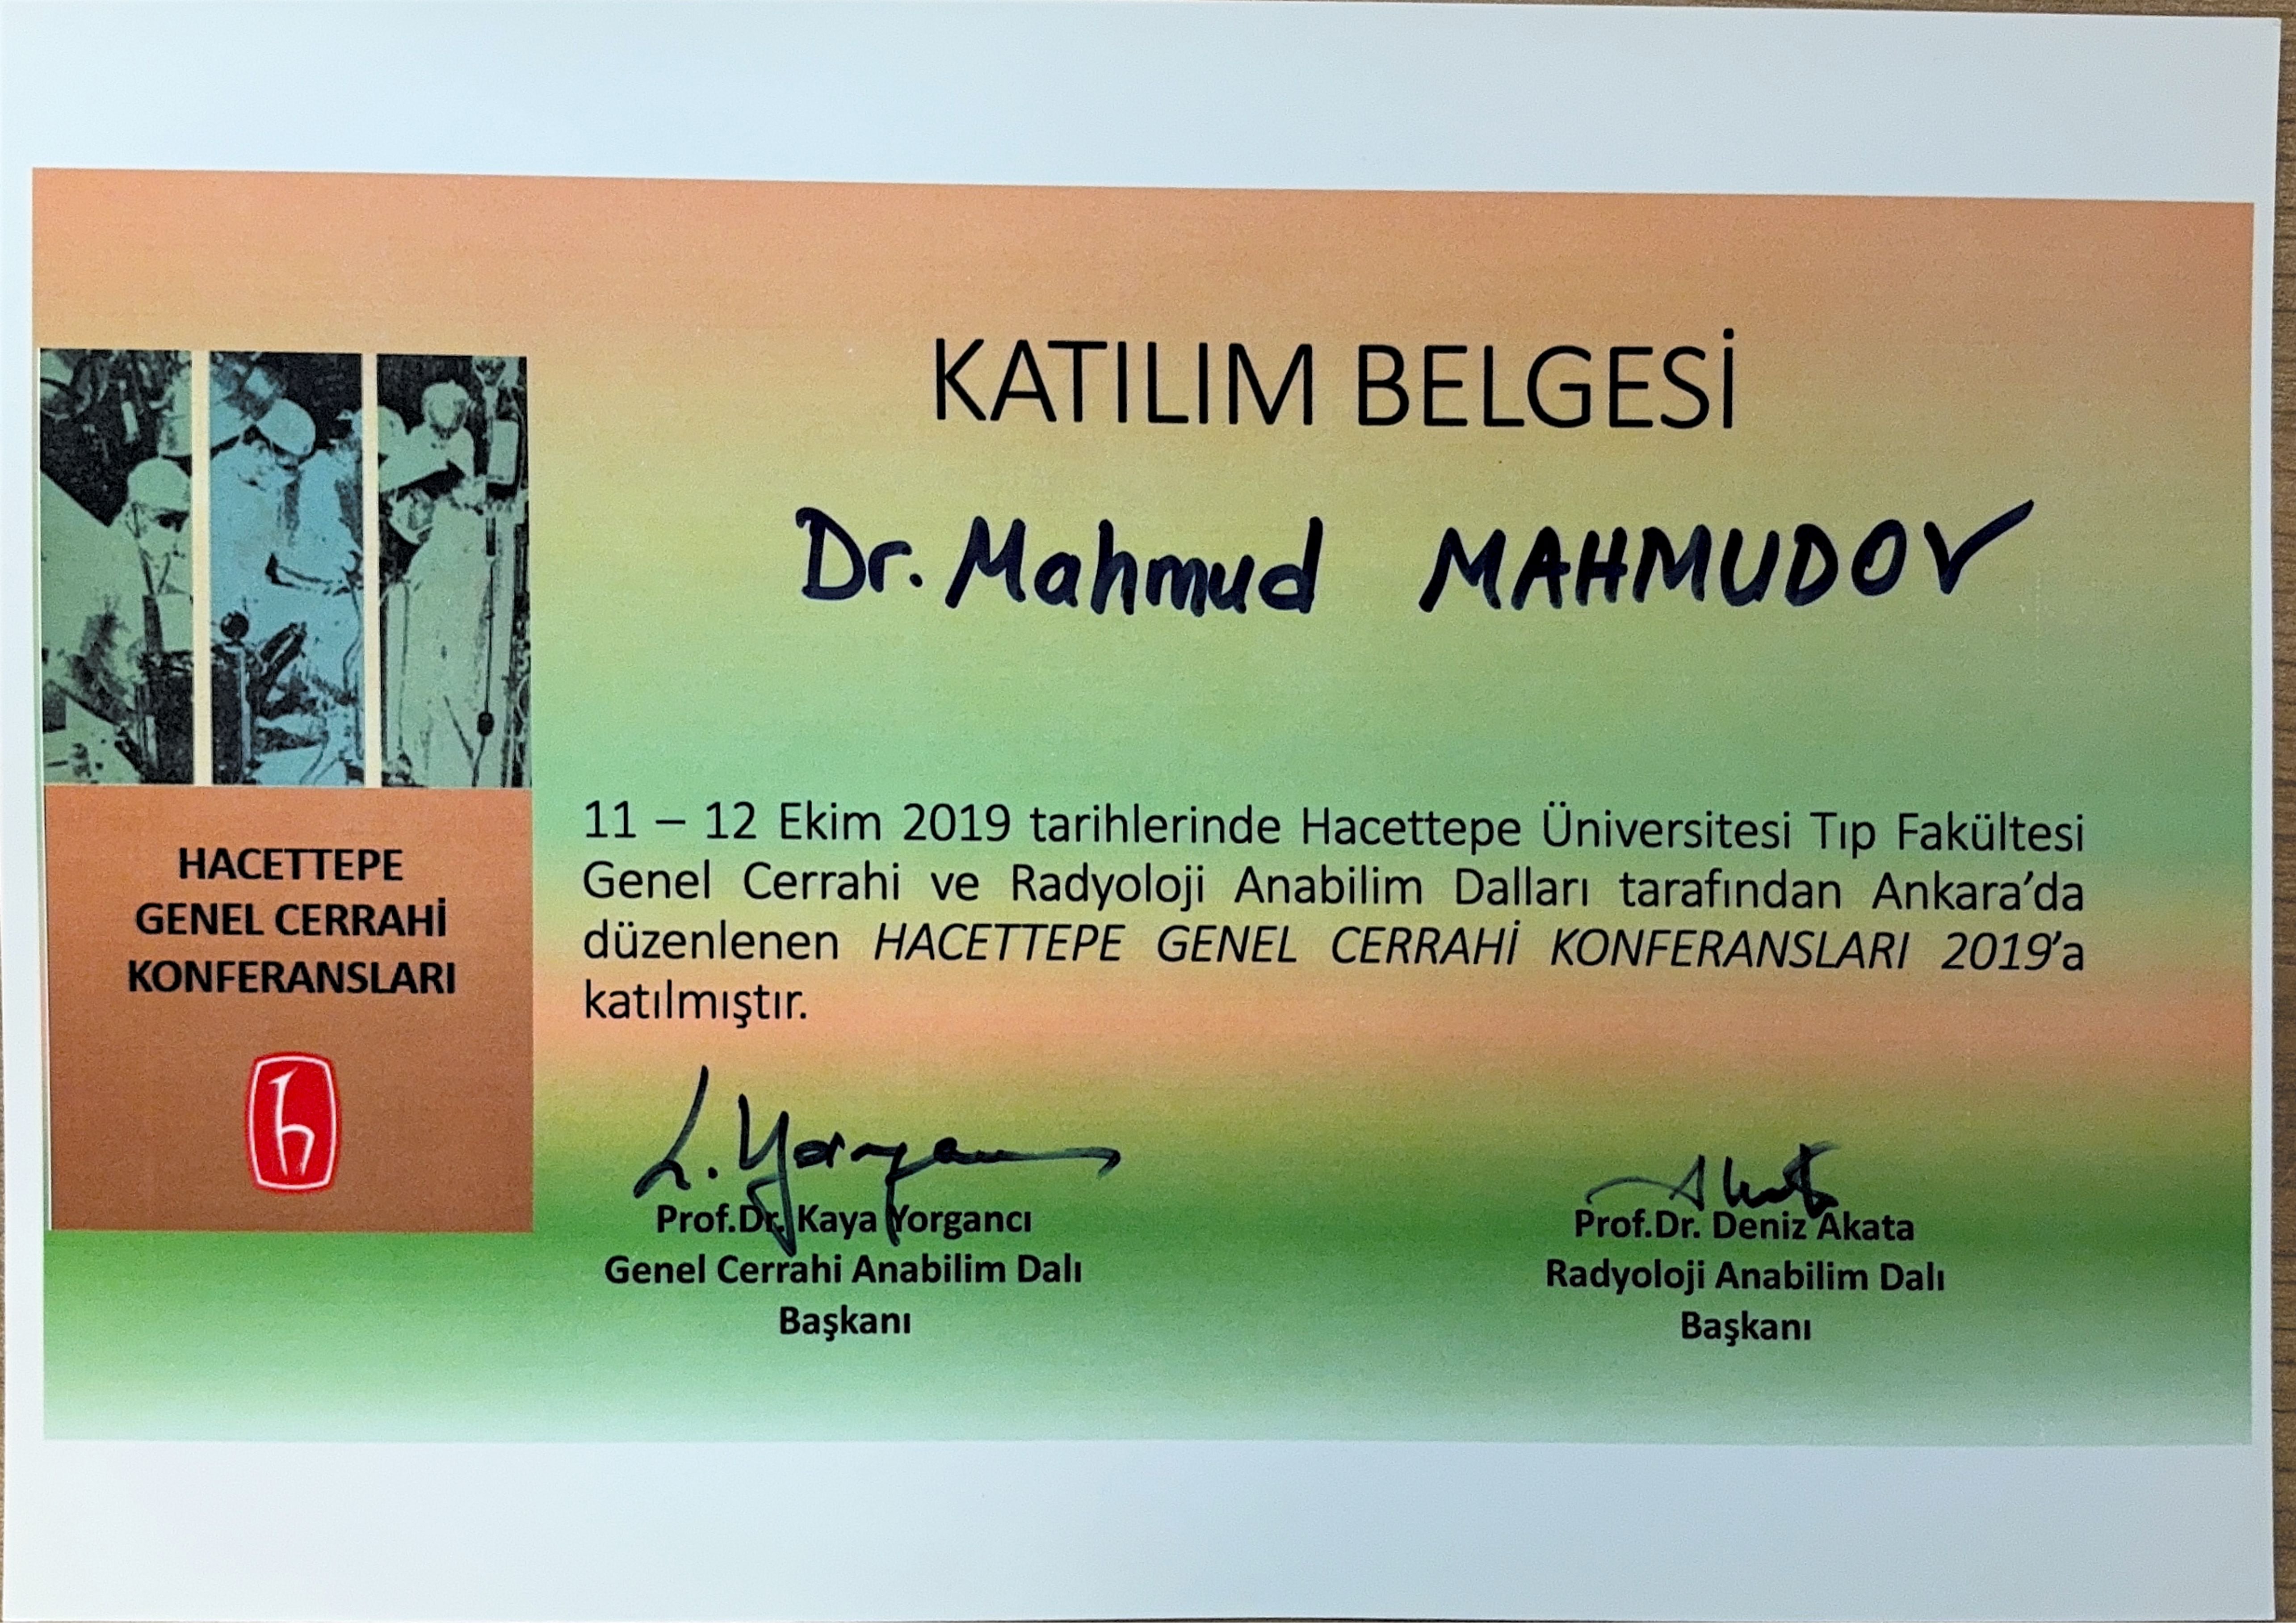 KATILIM BELGESİ
Dr. Mahmud MAHMUDOV
11 – 12 Ekim 2019 tarihlerinde Hacettepe Üniversitesi Tıp Fakültesi
Genel Cerrahi ve Radyoloji Anabilim Dalları tarafından Ankara’da
düzenlenen HACETTEPE GENEL CERRAHİ KONFERANSLARI 2019’a
katılmıştır.
HACETTEPE
GENEL CERRAHİ
KONFERANSLARI
Prof.Dr. Kaya Yorgancı
Genel Cerrahi Anabilim Dalı
Başkanı
Prof.Dr. Deniz Akata
Radyoloji Anabilim Dalı
Başkanı